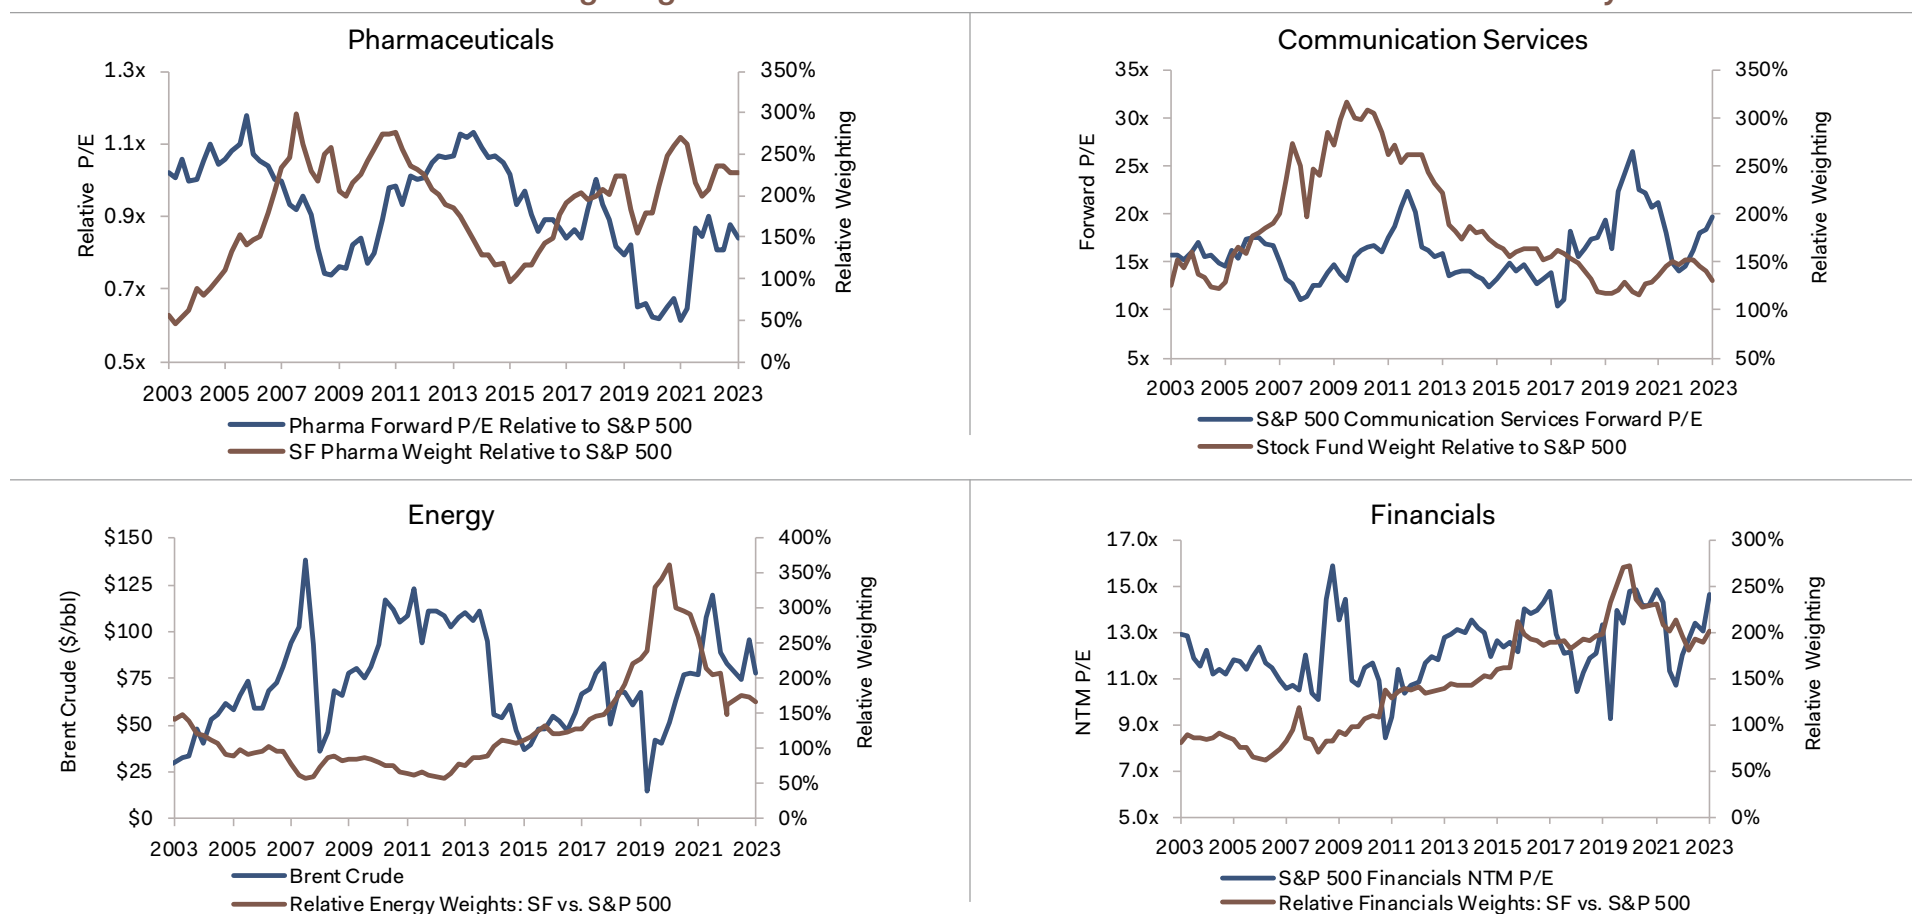 Pharmaceuticals
1.3x
1.1x
0.9x
0.7x
0.5x
Relative P/E
350%
300%
250%
200%
150%
100%
50%
0%
Relative Weighting
2003 2005 2007 2009 2011 2013 2015 2017 2019 2021 2023
Pharma Forward P/E Relative to S&P 500
SF Pharma Weight Relative to S&P 500
Communication Services
35x
30x
25x
20x
15x
10x
5x
Forward P/E
350%
300%
250%
200%
150%
100%
50%
Relative Weighting
2003 2005 2007 2009 2011 2013 2015 2017 2019 2021 2023
S&P 500 Communication Services Forward P/E
Stock Fund Weight Relative to S&P 500
Energy
$150
$125
$100
$75
$50
$25
$0
Brent Crude ($/bbl)
400%
350%
300%
250%
200%
150%
100%
50%
0%
Relative Weighting
2003 2005 2007 2009 2011 2013 2015 2017 2019 2021 2023
Brent Crude
Relative Energy Weights: SF vs. S&P 500
Financials
17.0x
15.0x
13.0x
11.0x
9.0x
7.0x
5.0x
NTM P/E
300%
250%
200%
150%
100%
50%
0%
Relative Weighting
2003 2005 2007 2009 2011 2013 2015 2017 2019 2021 2023
S&P 500 Financials NTM P/E
Relative Financials Weights: SF vs. S&P 500